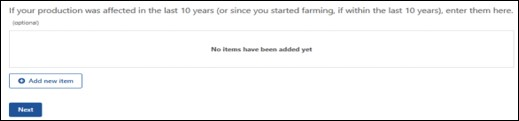 If your production was affected in the last 10 years (or since you started farming, if within the last 10 years), enter them here.
(optional)
No items have been added yet
Add new item
Next